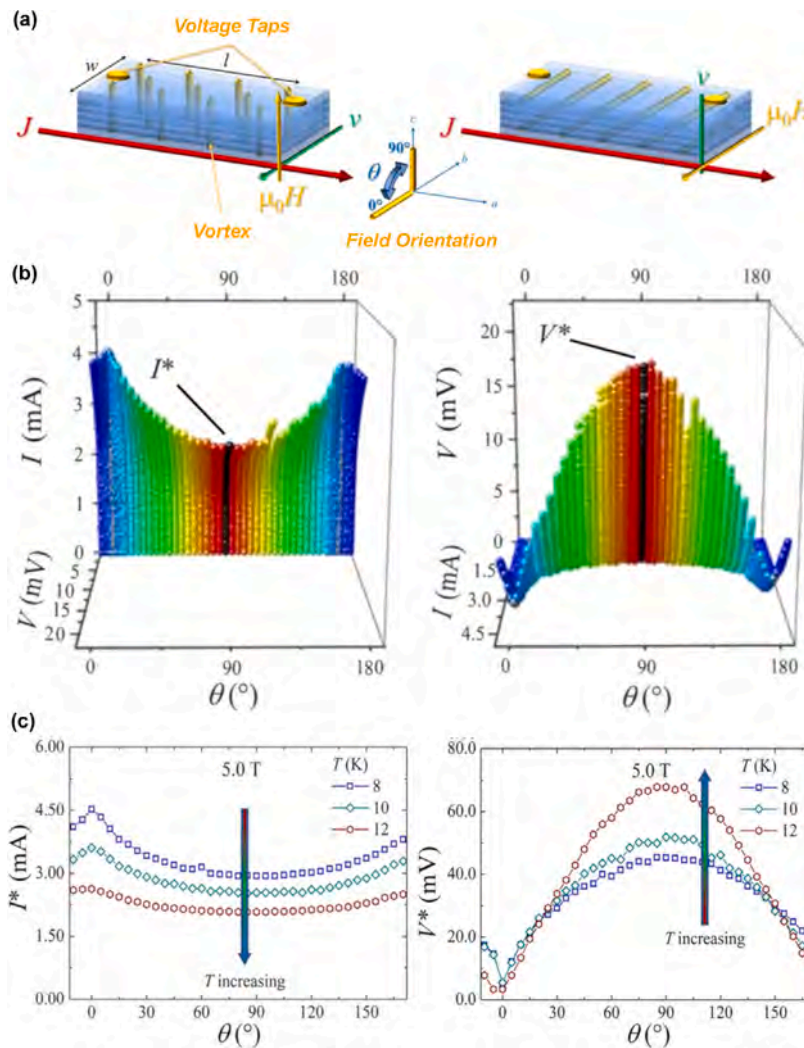 (a)
Voltage Taps
w
l
J
v
μ₀H
Vortex
c
90°
θ
0°
b
a
Field Orientation
J
v
μ₀H
(b)
0 90 180
5
4
3
2
1
0
I (mA)
I*
5
10
15
20
V (mV)
0 90 180
θ (°)
0 90 180
20
15
10
5
0
V (mV)
V*
1.5
3.0
4.5
I (mA)
0 90 180
θ (°)
(c)
6.00
4.50
3.00
1.50
0.00
I* (mA)
5.0 T
T (K)
8
10
12
T increasing
0 30 60 90 120 150
θ (°)
80.0
60.0
40.0
20.0
0.0
V* (mV)
5.0 T
T (K)
8
10
12
T increasing
0 30 60 90 120 150
θ (°)